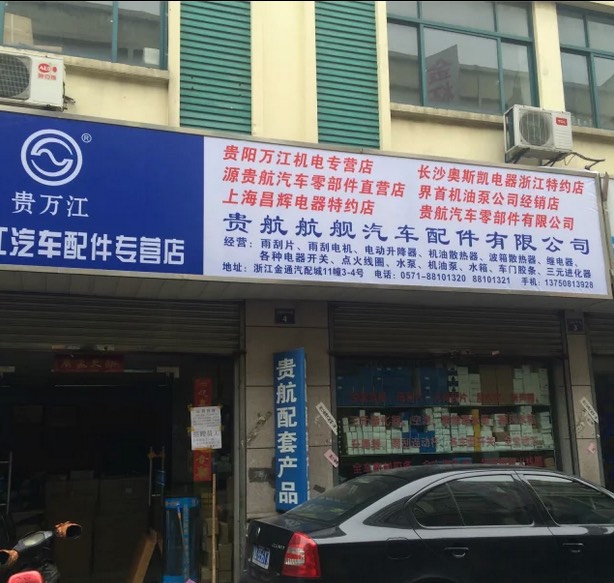 ®
贵万江
江汽车配件专营店
贵阳万江机电专营店
源贵航汽车零部件直营店
上海昌辉电器特约店
长沙奥斯凯电器浙江特约店
界首机油泵公司经销店
贵航汽车零部件有限公司
贵航航舰汽车配件有限公司
经营：雨刮片、雨刮电机、电动升降器、机油散热器、波箱散热器、继电器、
各种电器开关、点火线圈、水泵、机油泵、水箱、车门胶条、三元进化器
地址：浙江金通汽配城11幢3-4号 电话：0571-88101320 88101321 手机：13750813928
4
贵航配套产品
招聘员工